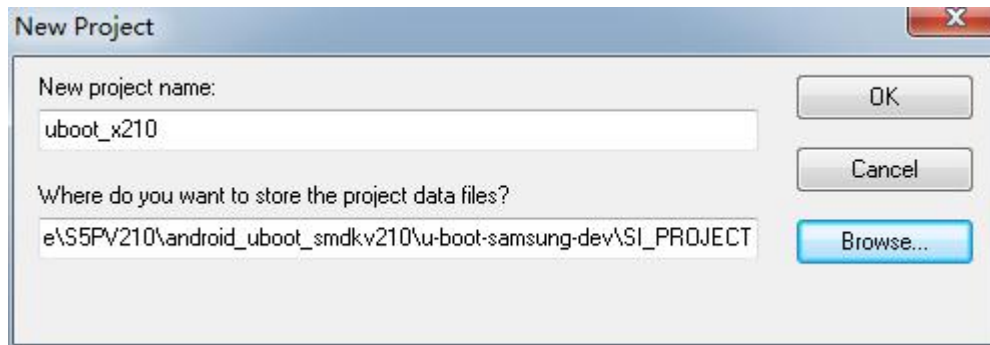 New Project
New project name:
OK
uboot_x210
Cancel
Where do you want to store the project data files?
e\S5PV210\android_uboot_smdkv210\u-boot-samsung-dev\SI_PROJECT
Browse...